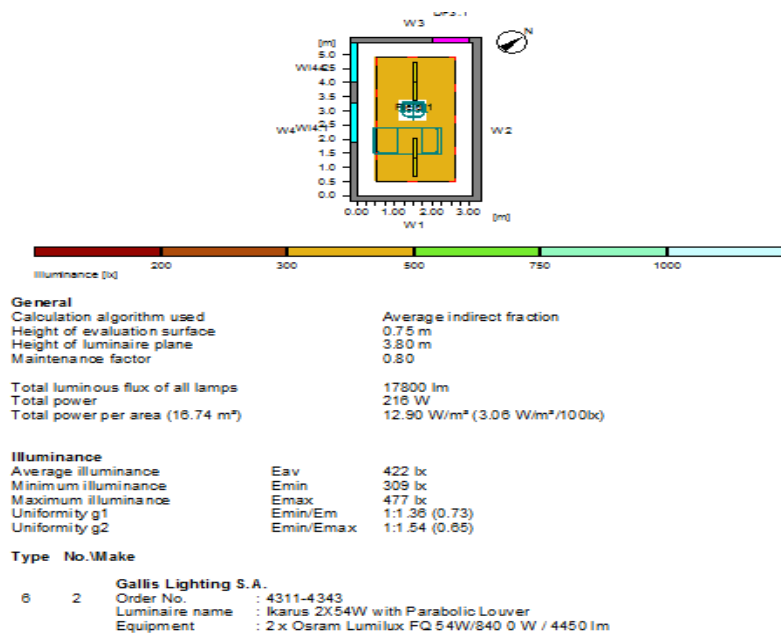 W3
N
[m]
5.0
4.5
4.0
3.5
3.0
2.5
2.0
1.5
1.0
0.5
0.0
W4
WI4.1
W2
0.00 1.00 2.00 3.00 [m]
W1
200 300 500 750 1000
Illuminance [lx]
General
Calculation algorithm used Average indirect fraction
Height of evaluation surface 0.75 m
Height of luminaire plane 3.80 m
Maintenance factor 0.80
Total luminous flux of all lamps 17800 lm
Total power 216 W
Total power per area (16.74 m²) 12.90 W/m² (3.06 W/m²/100lx)
Illuminance
Average illuminance Eav 422 lx
Minimum illuminance Emin 309 lx
Maximum illuminance Emax 477 lx
Uniformity g1 Emin/Em 1:1.36 (0.73)
Uniformity g2 Emin/Emax 1:1.54 (0.65)
Type No.\Make
Gallis Lighting S.A.
6 2 Order No. : 4311-4343
Luminaire name : Ikarus 2X54W with Parabolic Louver
Equipment : 2 x Osram Lumilux FQ 54W/840 0 W / 4450 lm